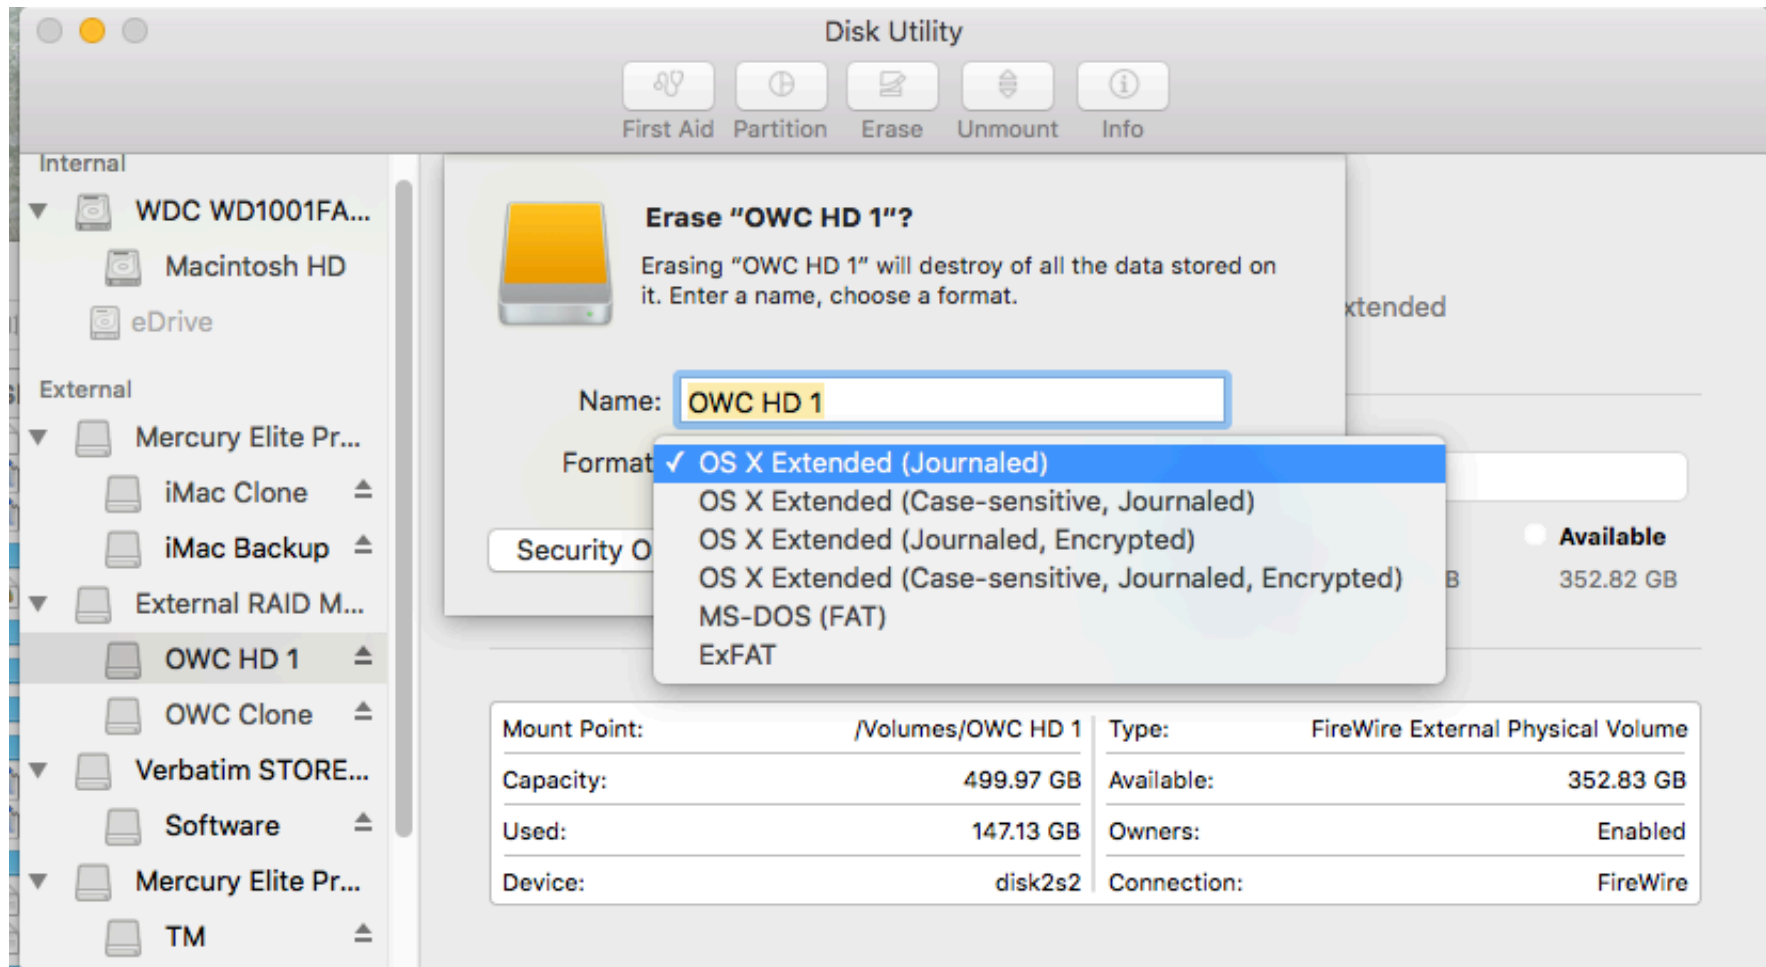 Disk Utility
First Aid
Partition
Erase
Unmount
Info
Internal
WDC WD1001FA...
Macintosh HD
eDrive
External
Mercury Elite Pr...
iMac Clone
iMac Backup
External RAID M...
OWC HD 1
OWC Clone
Verbatim STORE...
Software
Mercury Elite Pr...
TM
Erase “OWC HD 1”?
Erasing “OWC HD 1” will destroy of all the data stored on
it. Enter a name, choose a format.
xtended
Name: OWC HD 1
Format
✓ OS X Extended (Journaled)
OS X Extended (Case-sensitive, Journaled)
OS X Extended (Journaled, Encrypted)
OS X Extended (Case-sensitive, Journaled, Encrypted)
MS-DOS (FAT)
ExFAT
Security O
Available
B
352.82 GB
Mount Point: /Volumes/OWC HD 1
Type: FireWire External Physical Volume
Capacity: 499.97 GB
Available: 352.83 GB
Used: 147.13 GB
Owners: Enabled
Device: disk2s2
Connection: FireWire